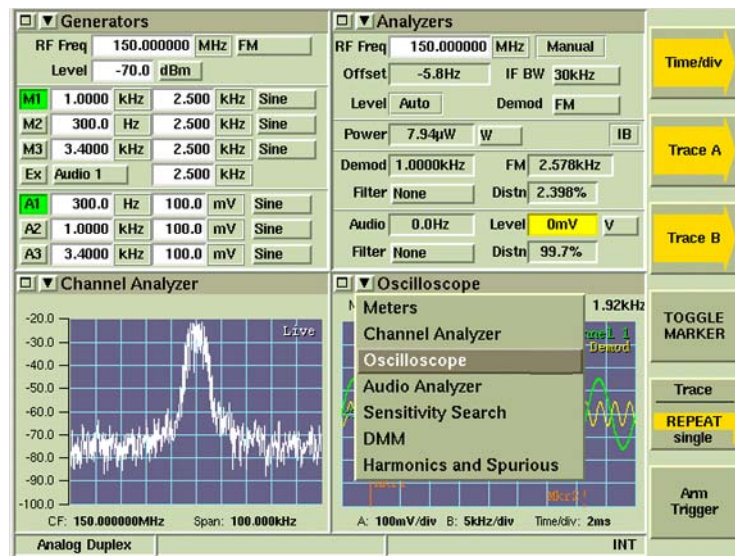 Generators
RF Freq 150.000000 MHz FM
Level -70.0 dBm
M1 1.0000 kHz 2.500 kHz Sine
M2 300.0 Hz 2.500 kHz Sine
M3 3.4000 kHz 2.500 kHz Sine
Ex Audio 1 2.500 kHz
A1 300.0 Hz 100.0 mV Sine
A2 1.0000 kHz 100.0 mV Sine
A3 3.4000 kHz 100.0 mV Sine
Analyzers
RF Freq 150.000000 MHz Manual
Offset -5.8Hz IF BW 30kHz
Level Auto Demod FM
Power 7.94µW W IB
Demod 1.0000kHz FM 2.578kHz
Filter None Distn 2.398%
Audio 0.0Hz Level 0mV V
Filter None Distn 99.7%
Channel Analyzer
Live
-20.0
-30.0
-40.0
-50.0
-60.0
-70.0
-80.0
-90.0
-100.0
CF: 150.000000MHz Span: 100.000kHz
Oscilloscope
1.92kHz
Demod
Meters
Channel Analyzer
Oscilloscope
Audio Analyzer
Sensitivity Search
DMM
Harmonics and Spurious
Mkr2
A: 100mV/div B: 5kHz/div Time/div: 2ms
Time/div
Trace A
Trace B
TOGGLE
MARKER
Trace
REPEAT
single
Arm
Trigger
Analog Duplex
INT